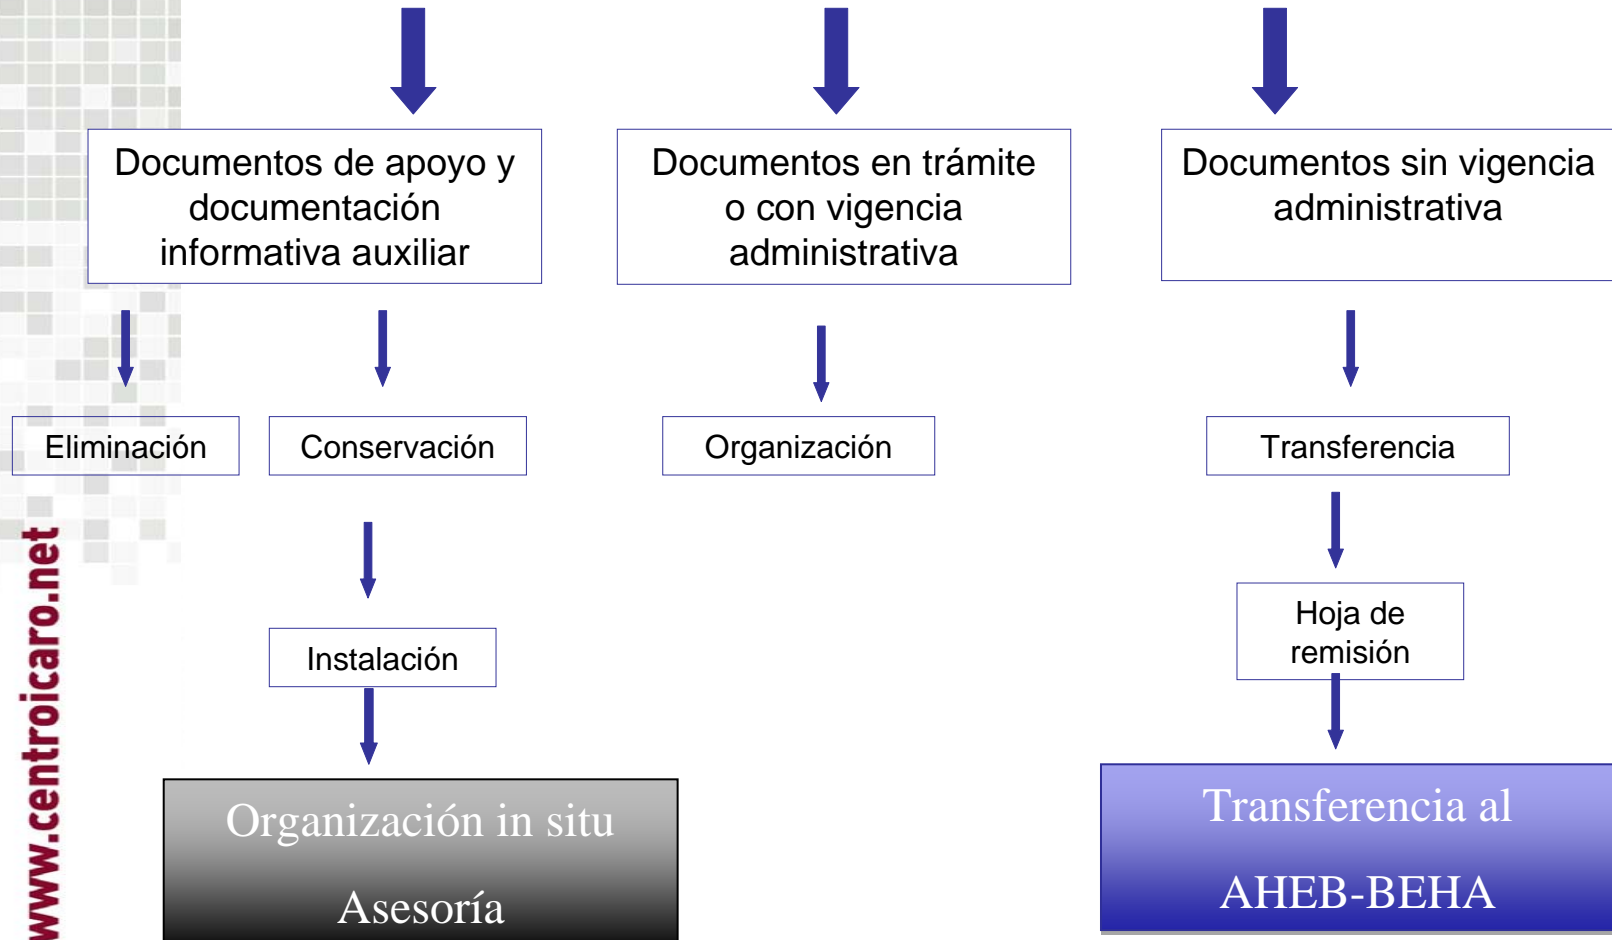 Documentos de apoyo y
documentación
informativa auxiliar
Documentos en trámite
o con vigencia
administrativa
Documentos sin vigencia
administrativa
Eliminación
Conservación
Organización
Transferencia
Instalación
Hoja de
remisión
Organización in situ
Asesoría
Transferencia al
AHEB-BEHA
www.centroicaro.net